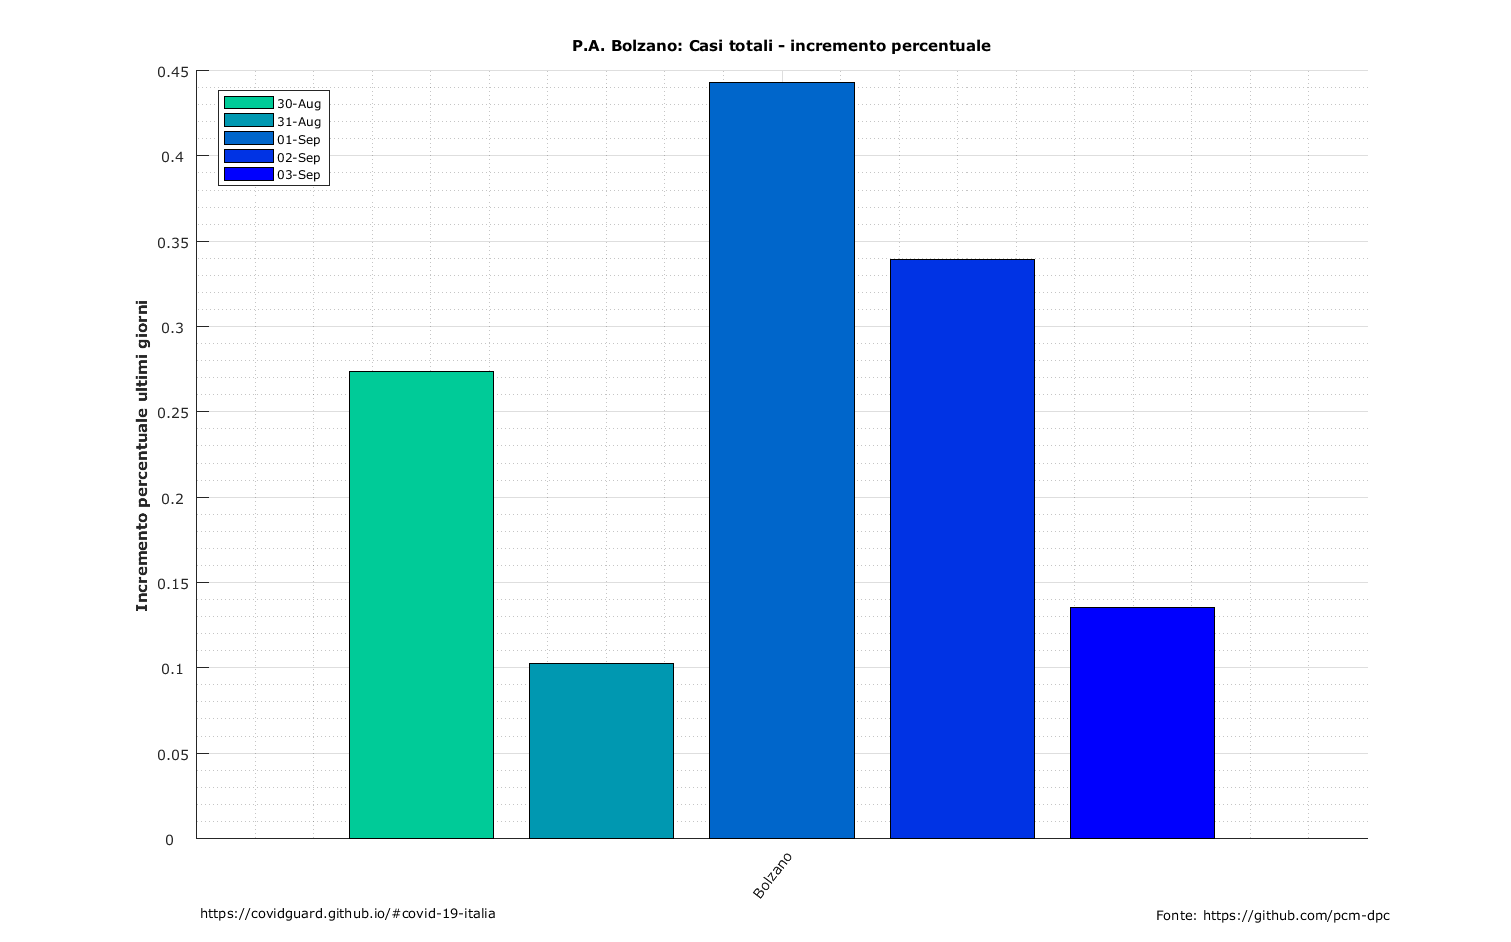 P.A. Bolzano: Casi totali - incremento percentuale
0.45
0.4
0.35
0.3
0.25
0.2
0.15
0.1
0.05
0
Incremento percentuale ultimi giorni
30-Aug
31-Aug
01-Sep
02-Sep
03-Sep
Bolzano
https://covidguard.github.io/#covid-19-italia
Fonte: https://github.com/pcm-dpc